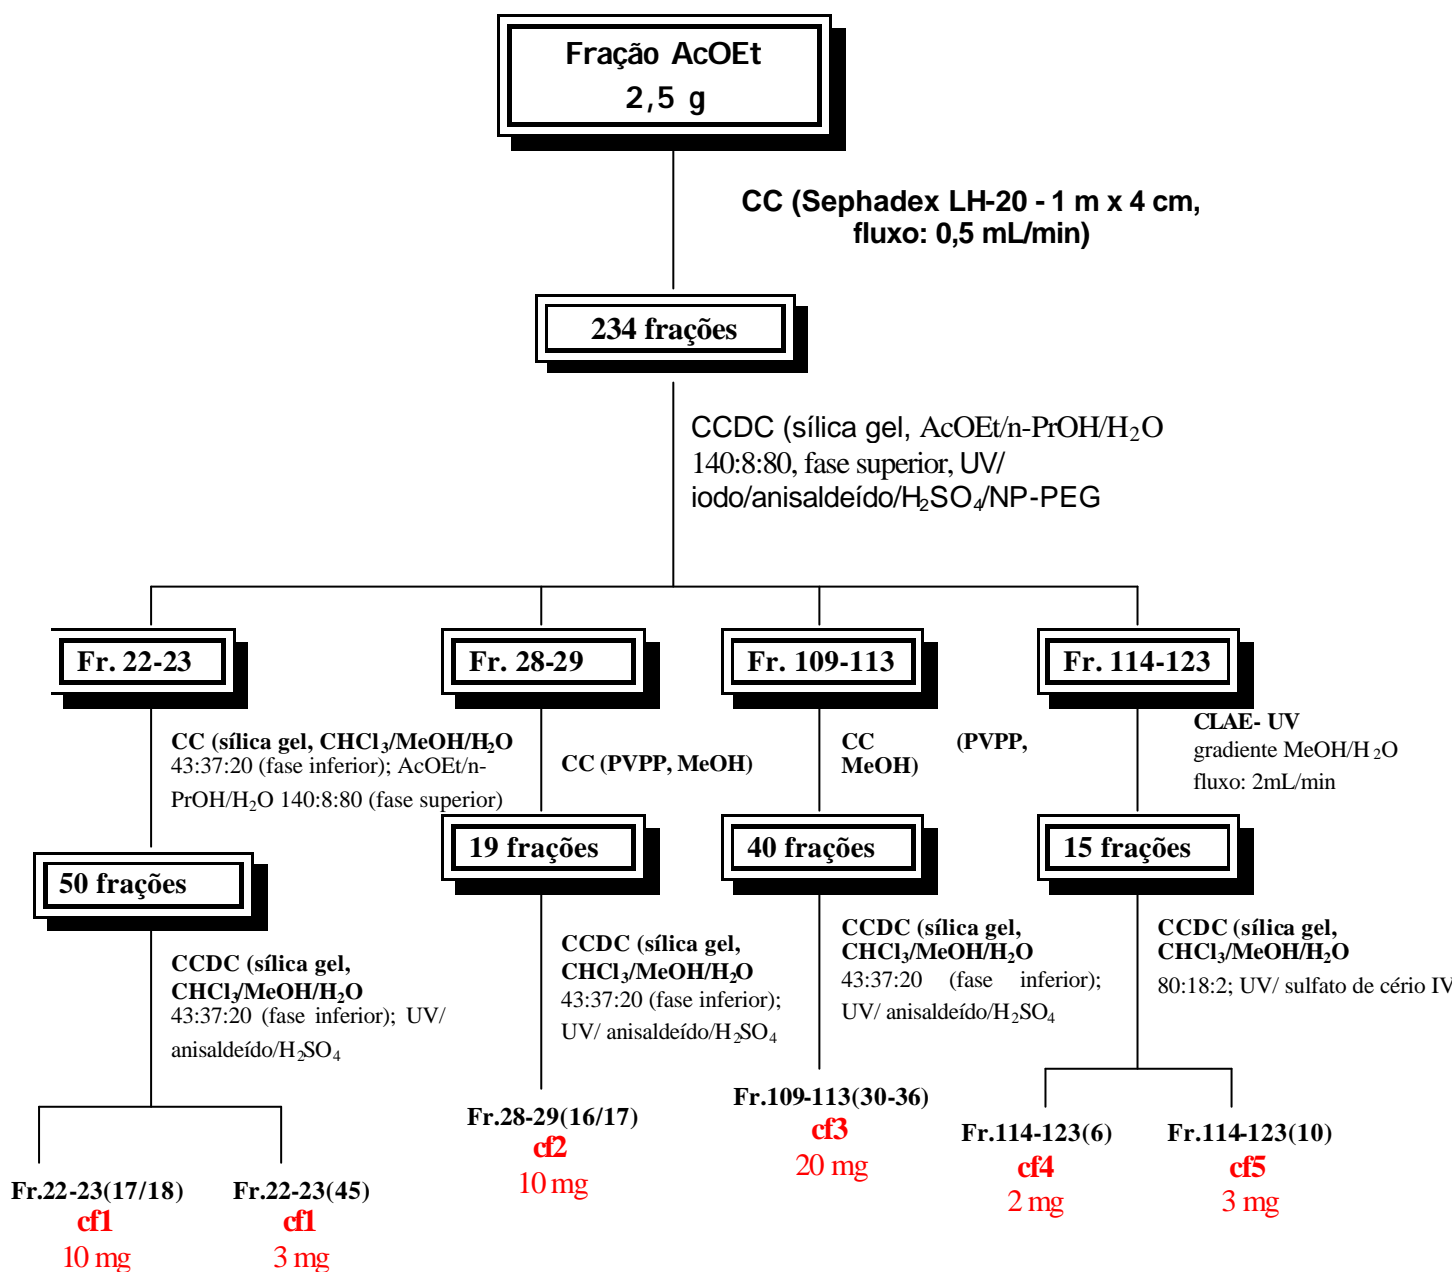 Fração AcOEt
2,5 g
CC (Sephadex LH-20 - 1 m x 4 cm,
fluxo: 0,5 mL/min)
234 frações
CCDC (sílica gel, AcOEt/n-PrOH/H2O
140:8:80, fase superior, UV/
iodo/anisaldeído/H2SO4/NP-PEG
Fr. 22-23
Fr. 28-29
Fr. 109-113
Fr. 114-123
CC (sílica gel, CHCl3/MeOH/H2O
43:37:20 (fase inferior); AcOEt/n-
PrOH/H2O 140:8:80 (fase superior)
CC (PVPP, MeOH)
CC (PVPP,
MeOH)
CLAE- UV
gradiente MeOH/H2O
fluxo: 2mL/min
50 frações
19 frações
40 frações
15 frações
CCDC (sílica gel,
CHCl3/MeOH/H2O
43:37:20 (fase inferior); UV/
anisaldeído/H2SO4
CCDC (sílica gel,
CHCl3/MeOH/H2O
43:37:20 (fase inferior);
UV/ anisaldeído/H2SO4
CCDC (sílica gel,
CHCl3/MeOH/H2O
43:37:20 (fase inferior);
UV/ anisaldeído/H2SO4
CCDC (sílica gel,
CHCl3/MeOH/H2O
80:18:2; UV/ sulfato de cério IV
Fr.22-23(17/18)
cf1
10 mg
Fr.22-23(45)
cf1
3 mg
Fr.28-29(16/17)
cf2
10 mg
Fr.109-113(30-36)
cf3
20 mg
Fr.114-123(6)
cf4
2 mg
Fr.114-123(10)
cf5
3 mg